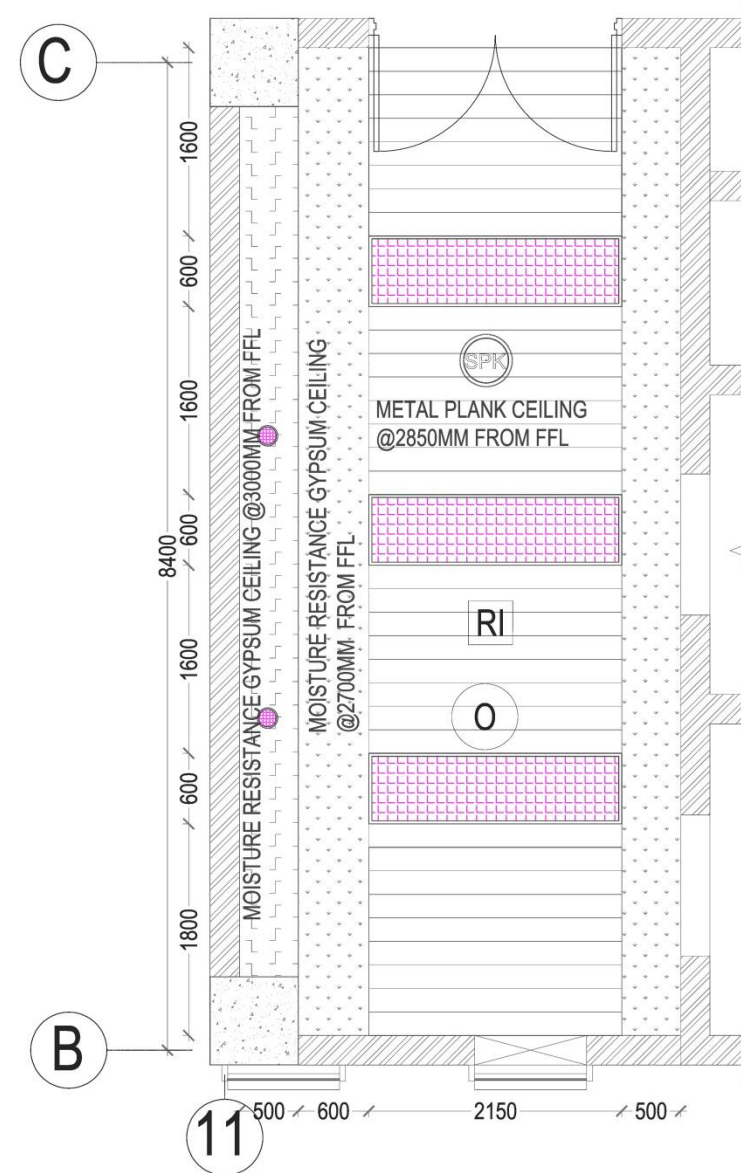 C
1600
600
1600
600
8400
1600
600
1800
MOISTURE RESISTANCE GYPSUM CEILING @3000MM FROM FFL
MOISTURE RESISTANCE GYPSUM CEILING
@2700MM FROM FFL
SPK
METAL PLANK CEILING
@2850MM FROM FFL
RI
O
B
11
500
600
2150
500